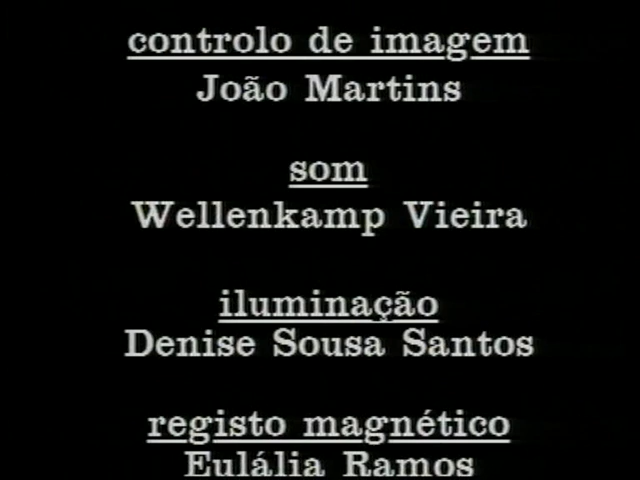 controlo de imagem
João Martins
som
Wellenkamp Vieira
iluminação
Denise Sousa Santos
registo magnético
Eulália Ramos